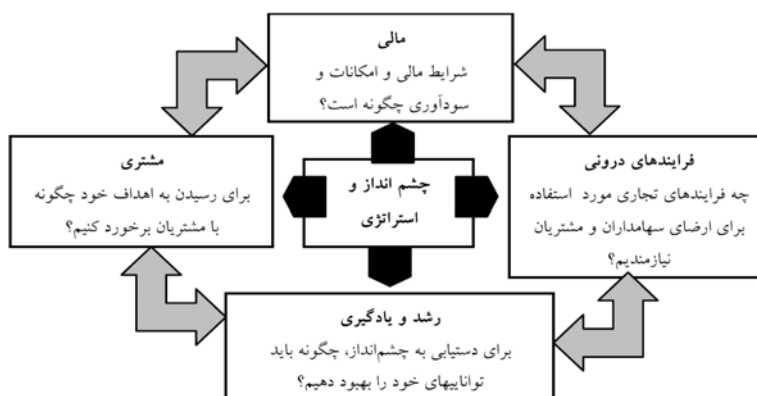 مالی
شرایط مالی و امکانات و
سودآوری چگونه است؟
فرایندهای درونی
چه فرایندهای تجاری مورد استفاده
برای ارضای سهامداران و مشتریان
نیازمندیم؟
چشم انداز و
استراتژی
مشتری
برای رسیدن به اهداف خود چگونه
با مشتریان برخورد کنیم؟
رشد و یادگیری
برای دستیابی به چشم‌انداز، چگونه باید
تواناییهای خود را بهبود دهیم؟